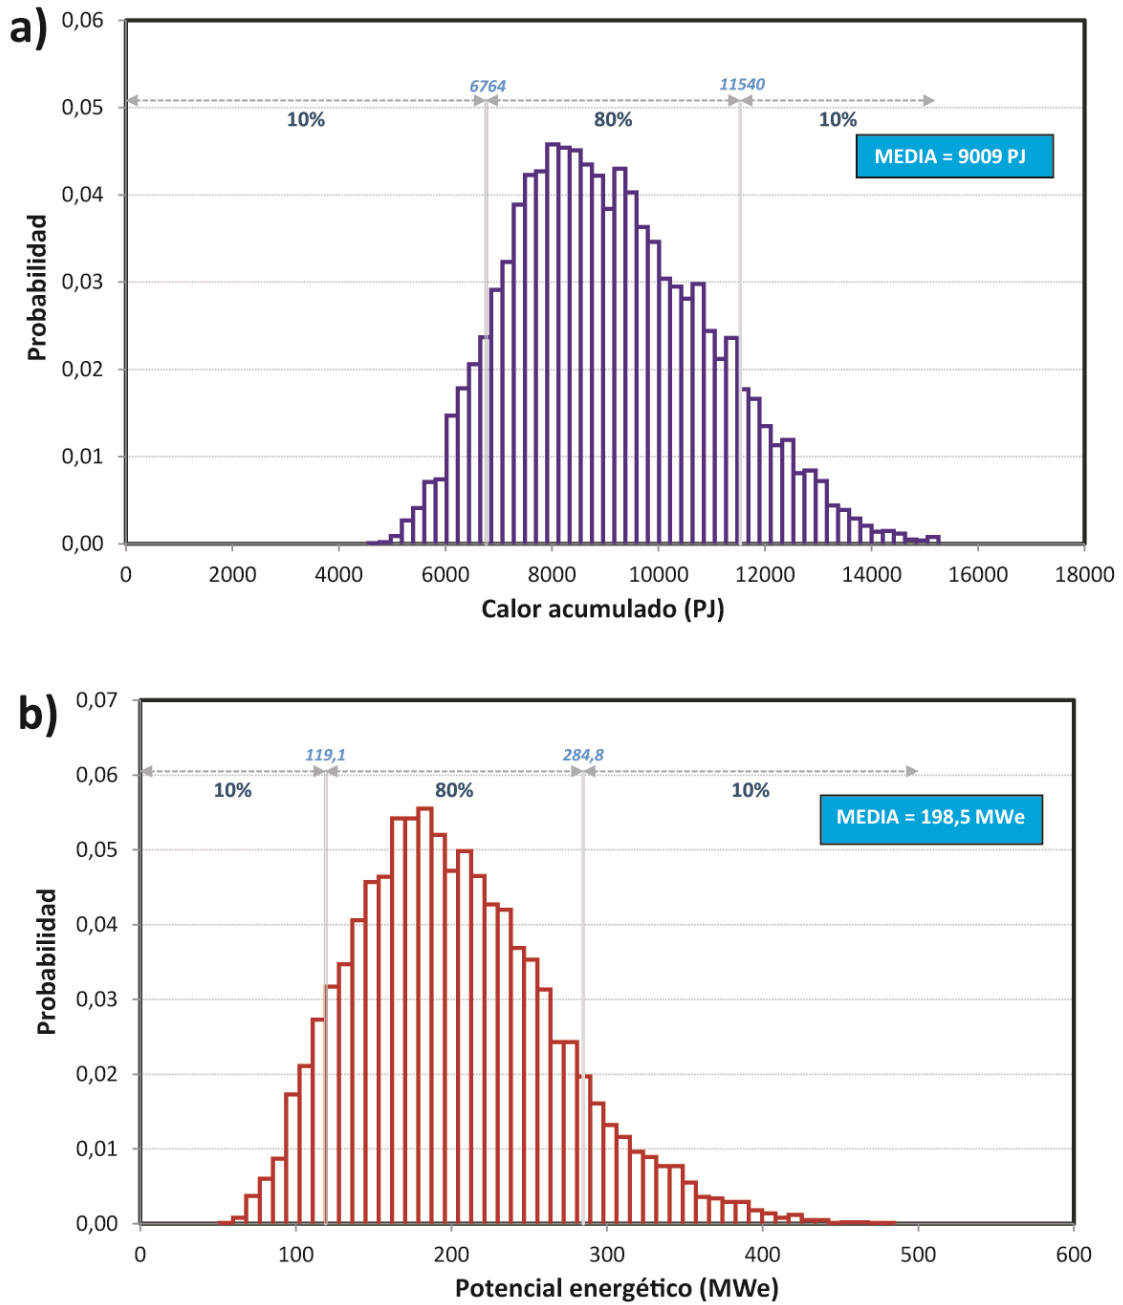 a)
0,06
0,05
0,04
0,03
0,02
0,01
0,00
Probabilidad
6764
11540
10%
80%
10%
MEDIA = 9009 PJ
0 2000 4000 6000 8000 10000 12000 14000 16000 18000
Calor acumulado (PJ)
b)
0,07
0,06
0,05
0,04
0,03
0,02
0,01
0,00
Probabilidad
119,1
284,8
10%
80%
10%
MEDIA = 198,5 MWe
0 100 200 300 400 500 600
Potencial energético (MWe)